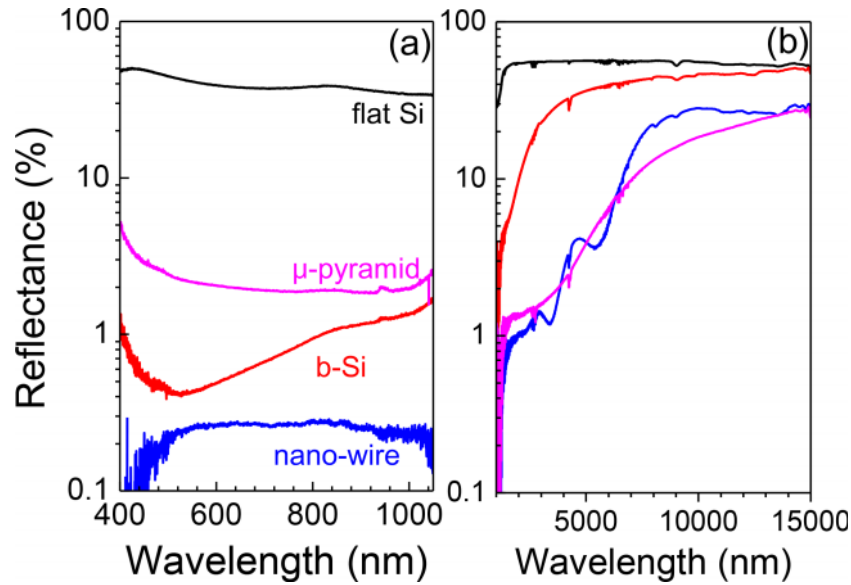 Reflectance (%)
100
10
1
0.1
(a)
flat Si
μ-pyramid
b-Si
nano-wire
400
600
800
1000
Wavelength (nm)
100
10
1
0.1
(b)
5000
10000
15000
Wavelength (nm)